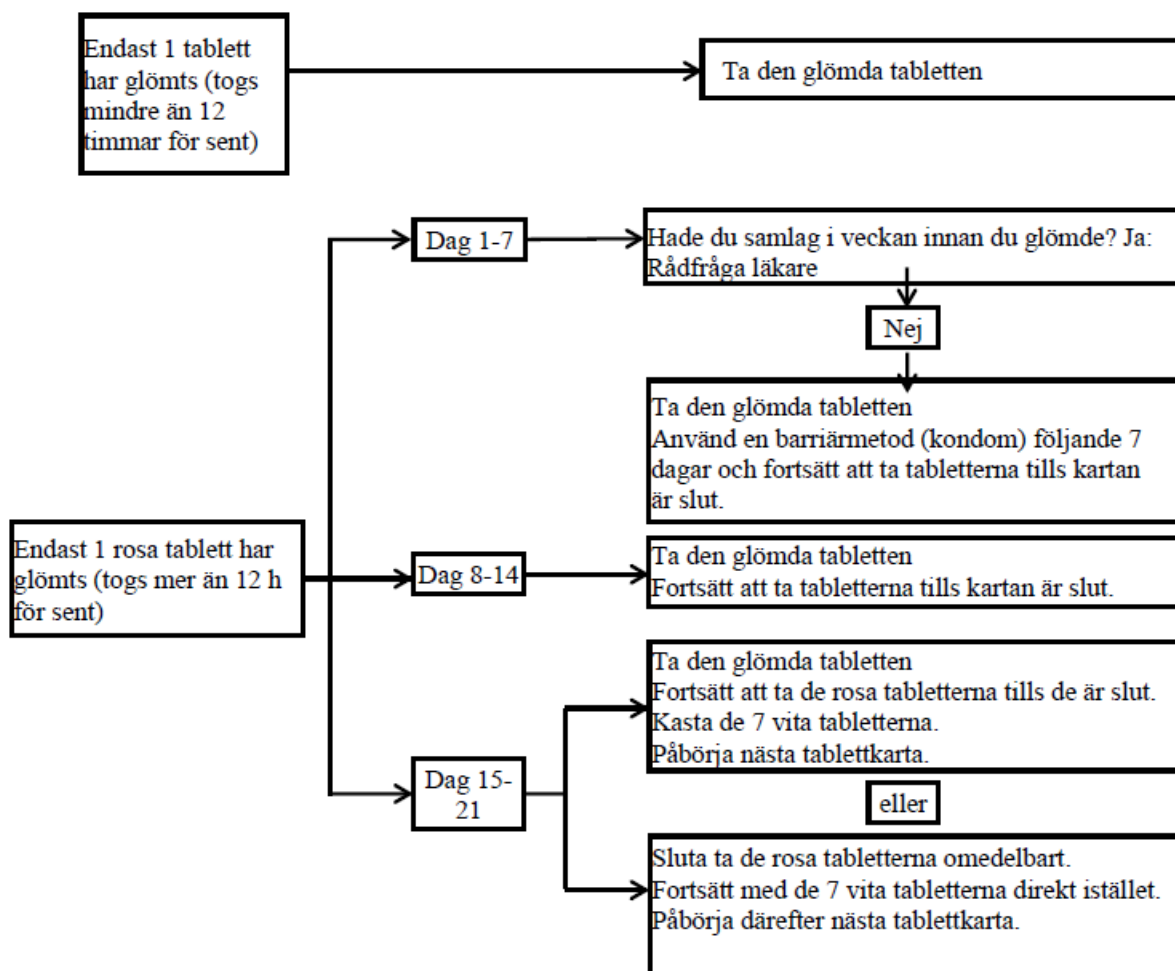 Endast 1 tablett
har glömts (togs
mindre än 12
timmar för sent)
Ta den glömda tabletten
Dag 1-7
Hade du samlag i veckan innan du glömde? Ja:
Rådfråga läkare
Nej
Ta den glömda tabletten
Använd en barriärmetod (kondom) följande 7
dagar och fortsätt att ta tabletterna tills kartan
är slut.
Endast 1 rosa tablett har
glömts (togs mer än 12 h
för sent)
Dag 8-14
Ta den glömda tabletten
Fortsätt att ta tabletterna tills kartan är slut.
Dag 15-
21
Ta den glömda tabletten
Fortsätt att ta de rosa tabletterna tills de är slut.
Kasta de 7 vita tabletterna.
Påbörja nästa tablettkarta.
eller
Sluta ta de rosa tabletterna omedelbart.
Fortsätt med de 7 vita tabletterna direkt istället.
Påbörja därefter nästa tablettkarta.